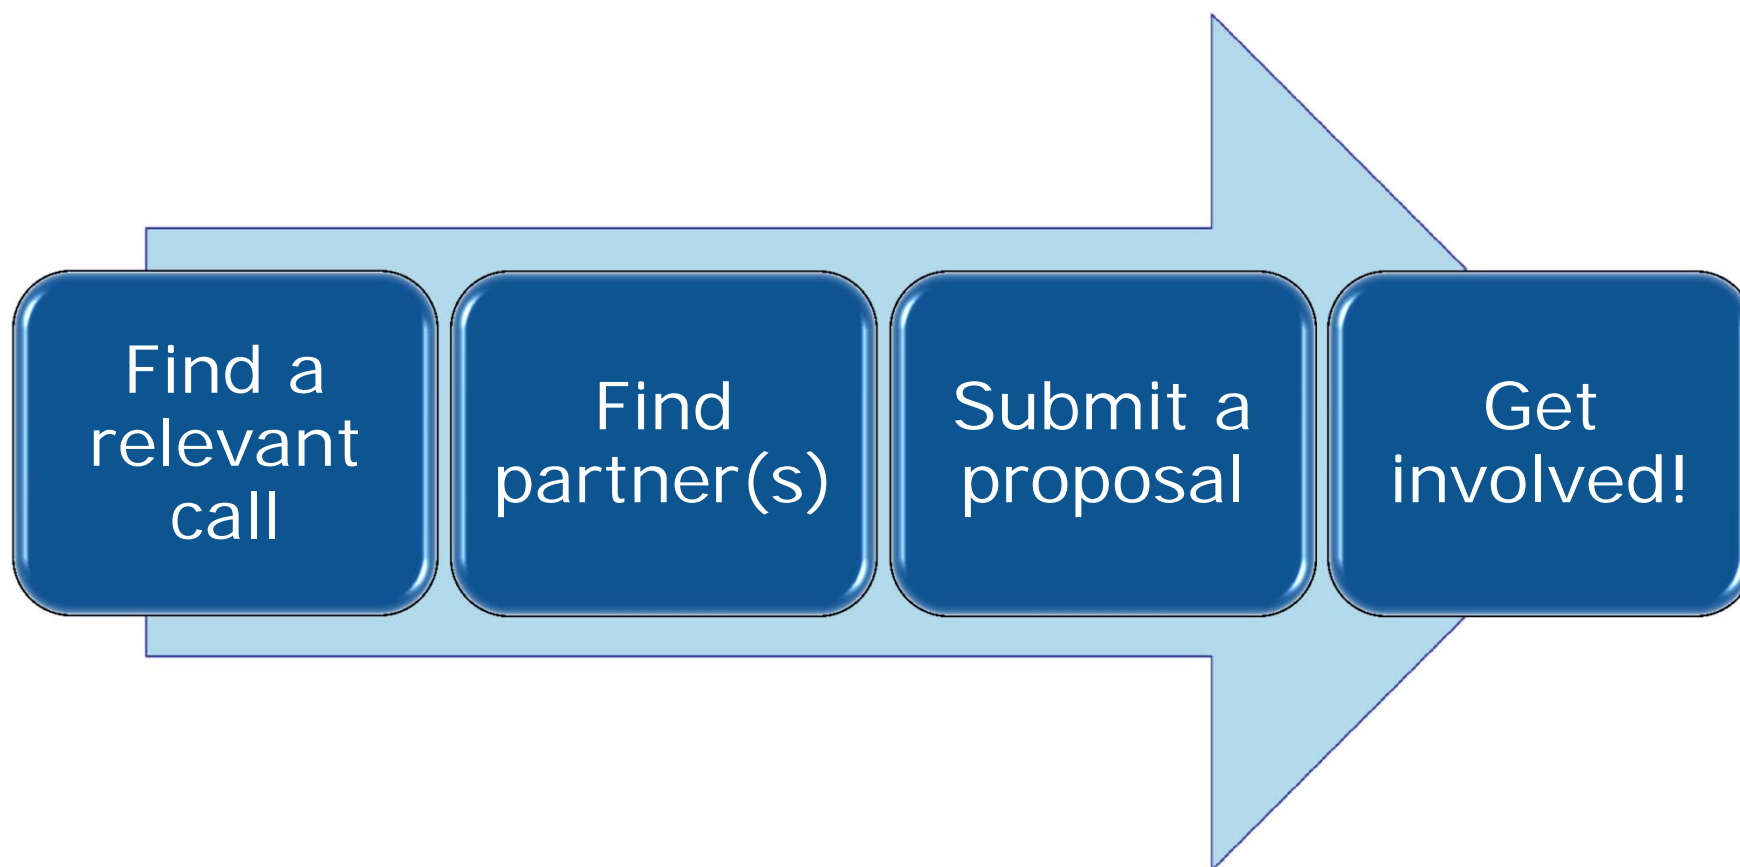 Find a
relevant
call
Find
partner(s)
Submit a
proposal
Get
involved!